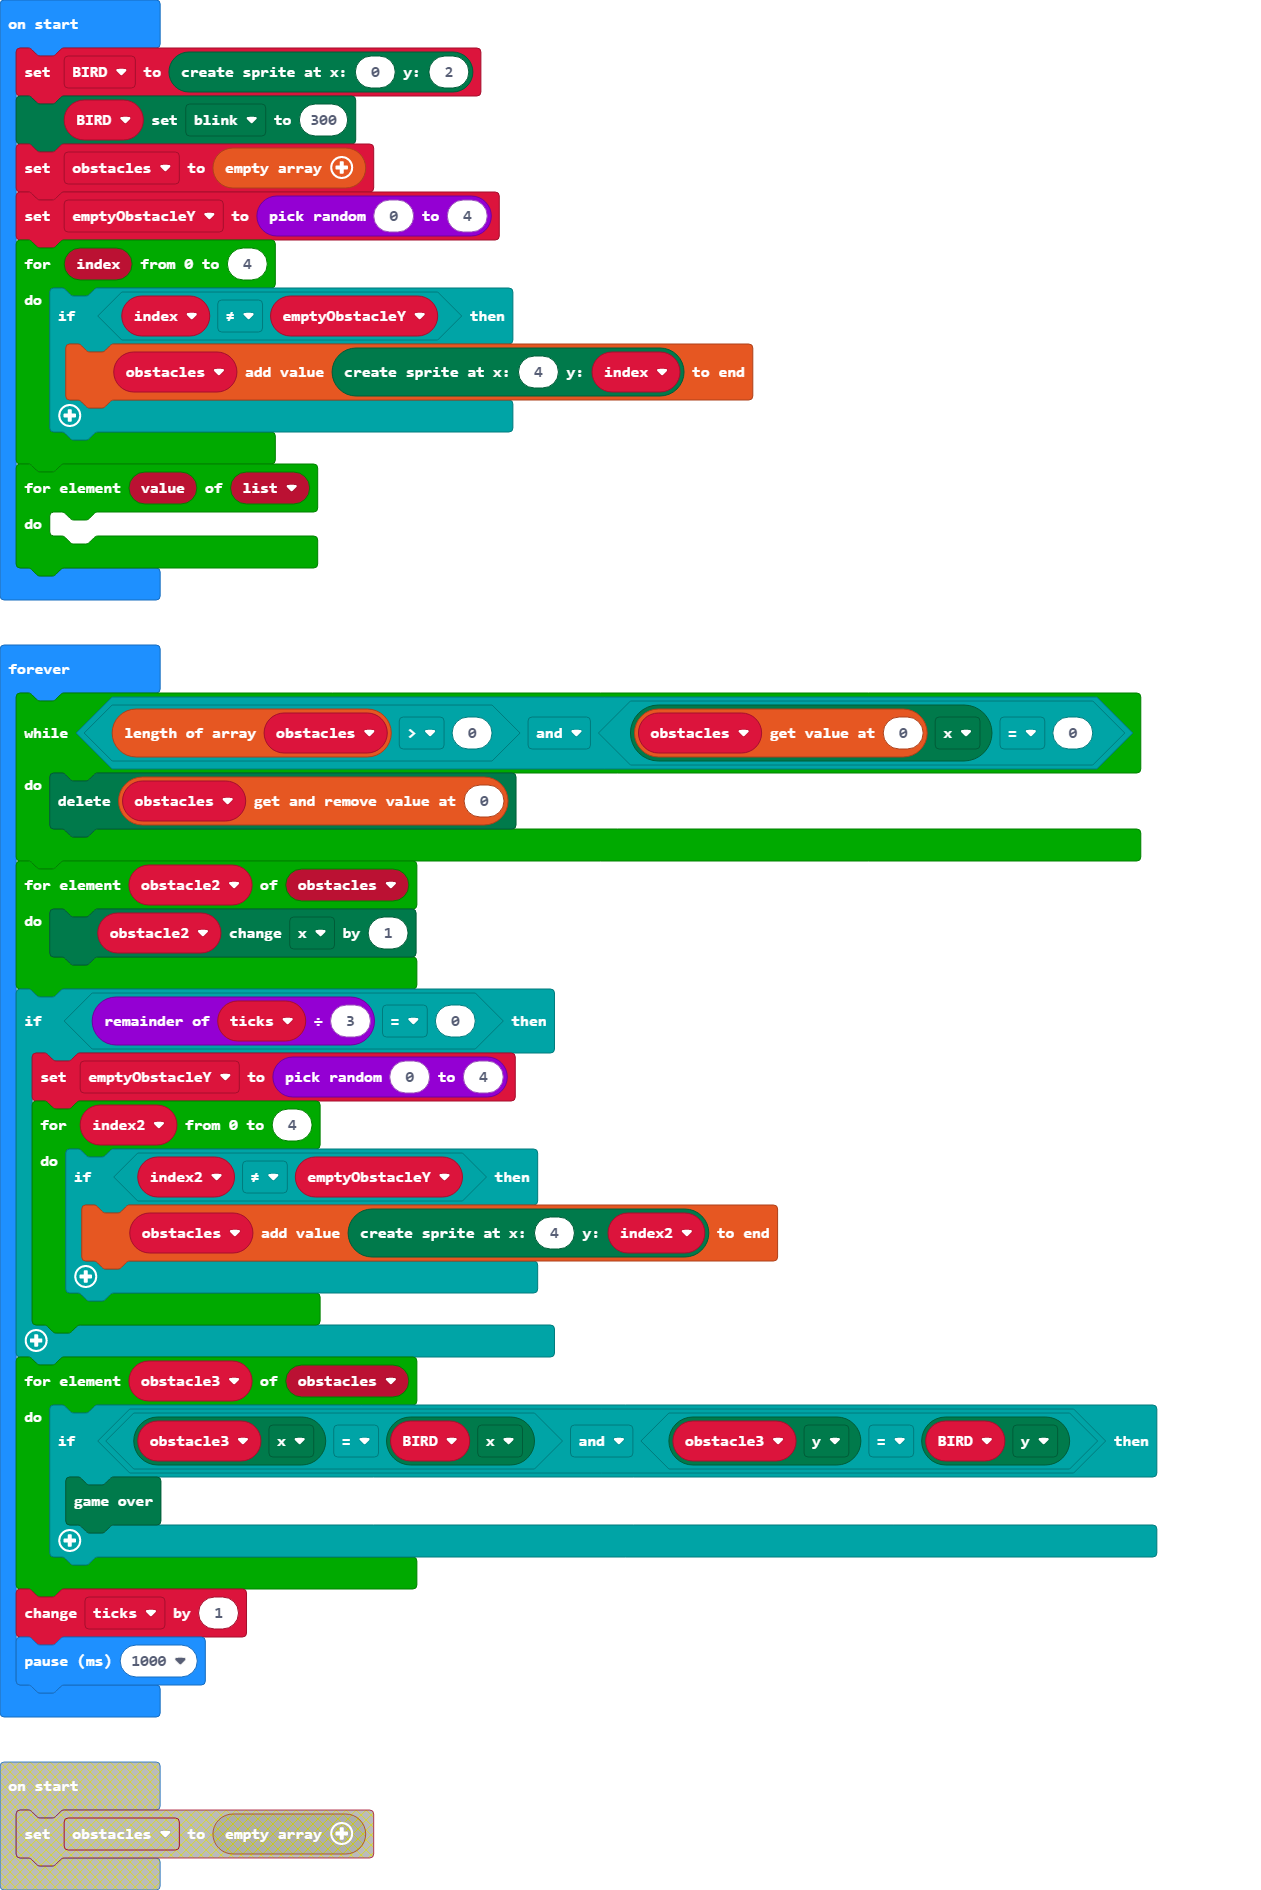 on start
set BIRD to create sprite at x: 0 y: 2
BIRD set blink to 300
set obstacles to empty array
set emptyObstacleY to pick random 0 to 4
for index from 0 to 4
do
if index ≠ emptyObstacleY then
obstacles add value create sprite at x: 4 y: index to end
for element value of list
do
forever
while length of array obstacles > 0 and obstacles get value at 0 x = 0
do
delete obstacles get and remove value at 0
for element obstacle2 of obstacles
do
obstacle2 change x by 1
if remainder of ticks ÷ 3 = 0 then
set emptyObstacleY to pick random 0 to 4
for index2 from 0 to 4
do
if index2 ≠ emptyObstacleY then
obstacles add value create sprite at x: 4 y: index2 to end
for element obstacle3 of obstacles
do
if obstacle3 x = BIRD x and obstacle3 y = BIRD y then
game over
change ticks by 1
pause (ms) 1000
on start
set obstacles to empty array